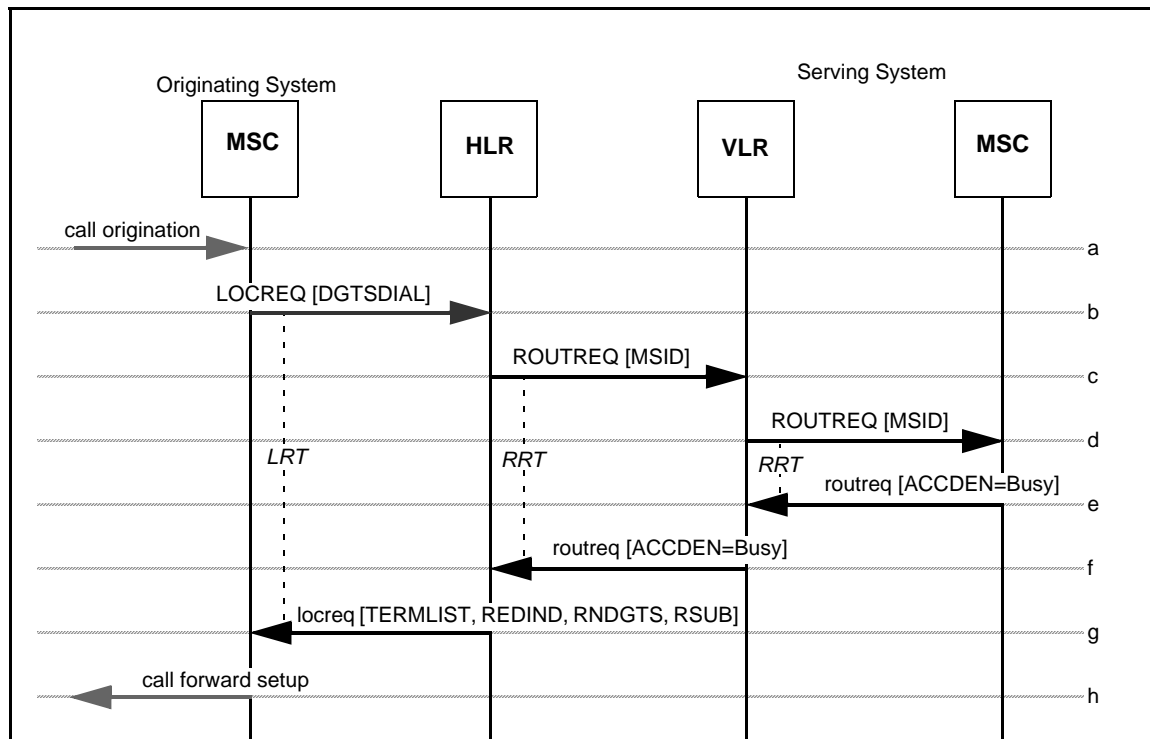 Originating System
Serving System
MSC
HLR
VLR
MSC
call origination
a
LOCREQ [DGTSDIAL]
b
ROUTREQ [MSID]
c
ROUTREQ [MSID]
d
LRT
RRT
RRT
routreq [ACCDEN=Busy]
e
routreq [ACCDEN=Busy]
f
locreq [TERMLIST, REDIND, RNDGTS, RSUB]
g
call forward setup
h